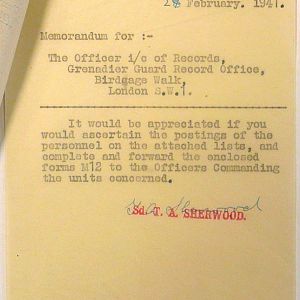 28 February. 1941.
Memorandum for :-
The Officer i/c of Records,
Grenadier Guard Record Office,
Birdgage Walk,
London S.W.1.
It would be appreciated if you
would ascertain the postings of the
personnel on the attached lists, and
complete and forward the enclosed
forms M12 to the Officers Commanding
the units concerned.
Sd. T. A. SHERWOOD.